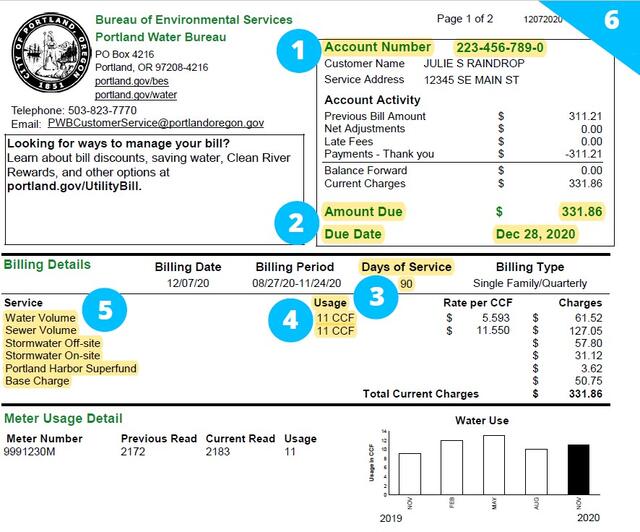 6
CITY OF PORTLAND, OREGON
1851
Bureau of Environmental Services
Portland Water Bureau
PO Box 4216
Portland, OR 97208-4216
portland.gov/bes
portland.gov/water
Telephone: 503-823-7770
Email: PWBCustomerService@portlandoregon.gov
Looking for ways to manage your bill?
Learn about bill discounts, saving water, Clean River
Rewards, and other options at
portland.gov/UtilityBill.
Page 1 of 2 12072020
1
Account Number 223-456-789-0
Customer Name JULIE S RAINDROP
Service Address 12345 SE MAIN ST
Account Activity
Previous Bill Amount $ 311.21
Net Adjustments $ 0.00
Late Fees $ 0.00
Payments - Thank you $ -311.21
Balance Forward $ 0.00
Current Charges $ 331.86
2
Amount Due $ 331.86
Due Date Dec 28, 2020
Billing Details
Billing Date Billing Period Days of Service Billing Type
12/07/20 08/27/20-11/24/20 90 Single Family/Quarterly
3
Service 5 4 Usage Rate per CCF Charges
Water Volume 11 CCF $ 5.593 $ 61.52
Sewer Volume 11 CCF $ 11.550 $ 127.05
Stormwater Off-site $ 57.80
Stormwater On-site $ 31.12
Portland Harbor Superfund $ 3.62
Base Charge $ 50.75
Total Current Charges $ 331.86
Meter Usage Detail
Meter Number Previous Read Current Read Usage
9991230M 2172 2183 11
Water Use
Usage in CCF
14
12
10
8
6
4
2
0
NOV FEB MAY AUG NOV
2019 2020